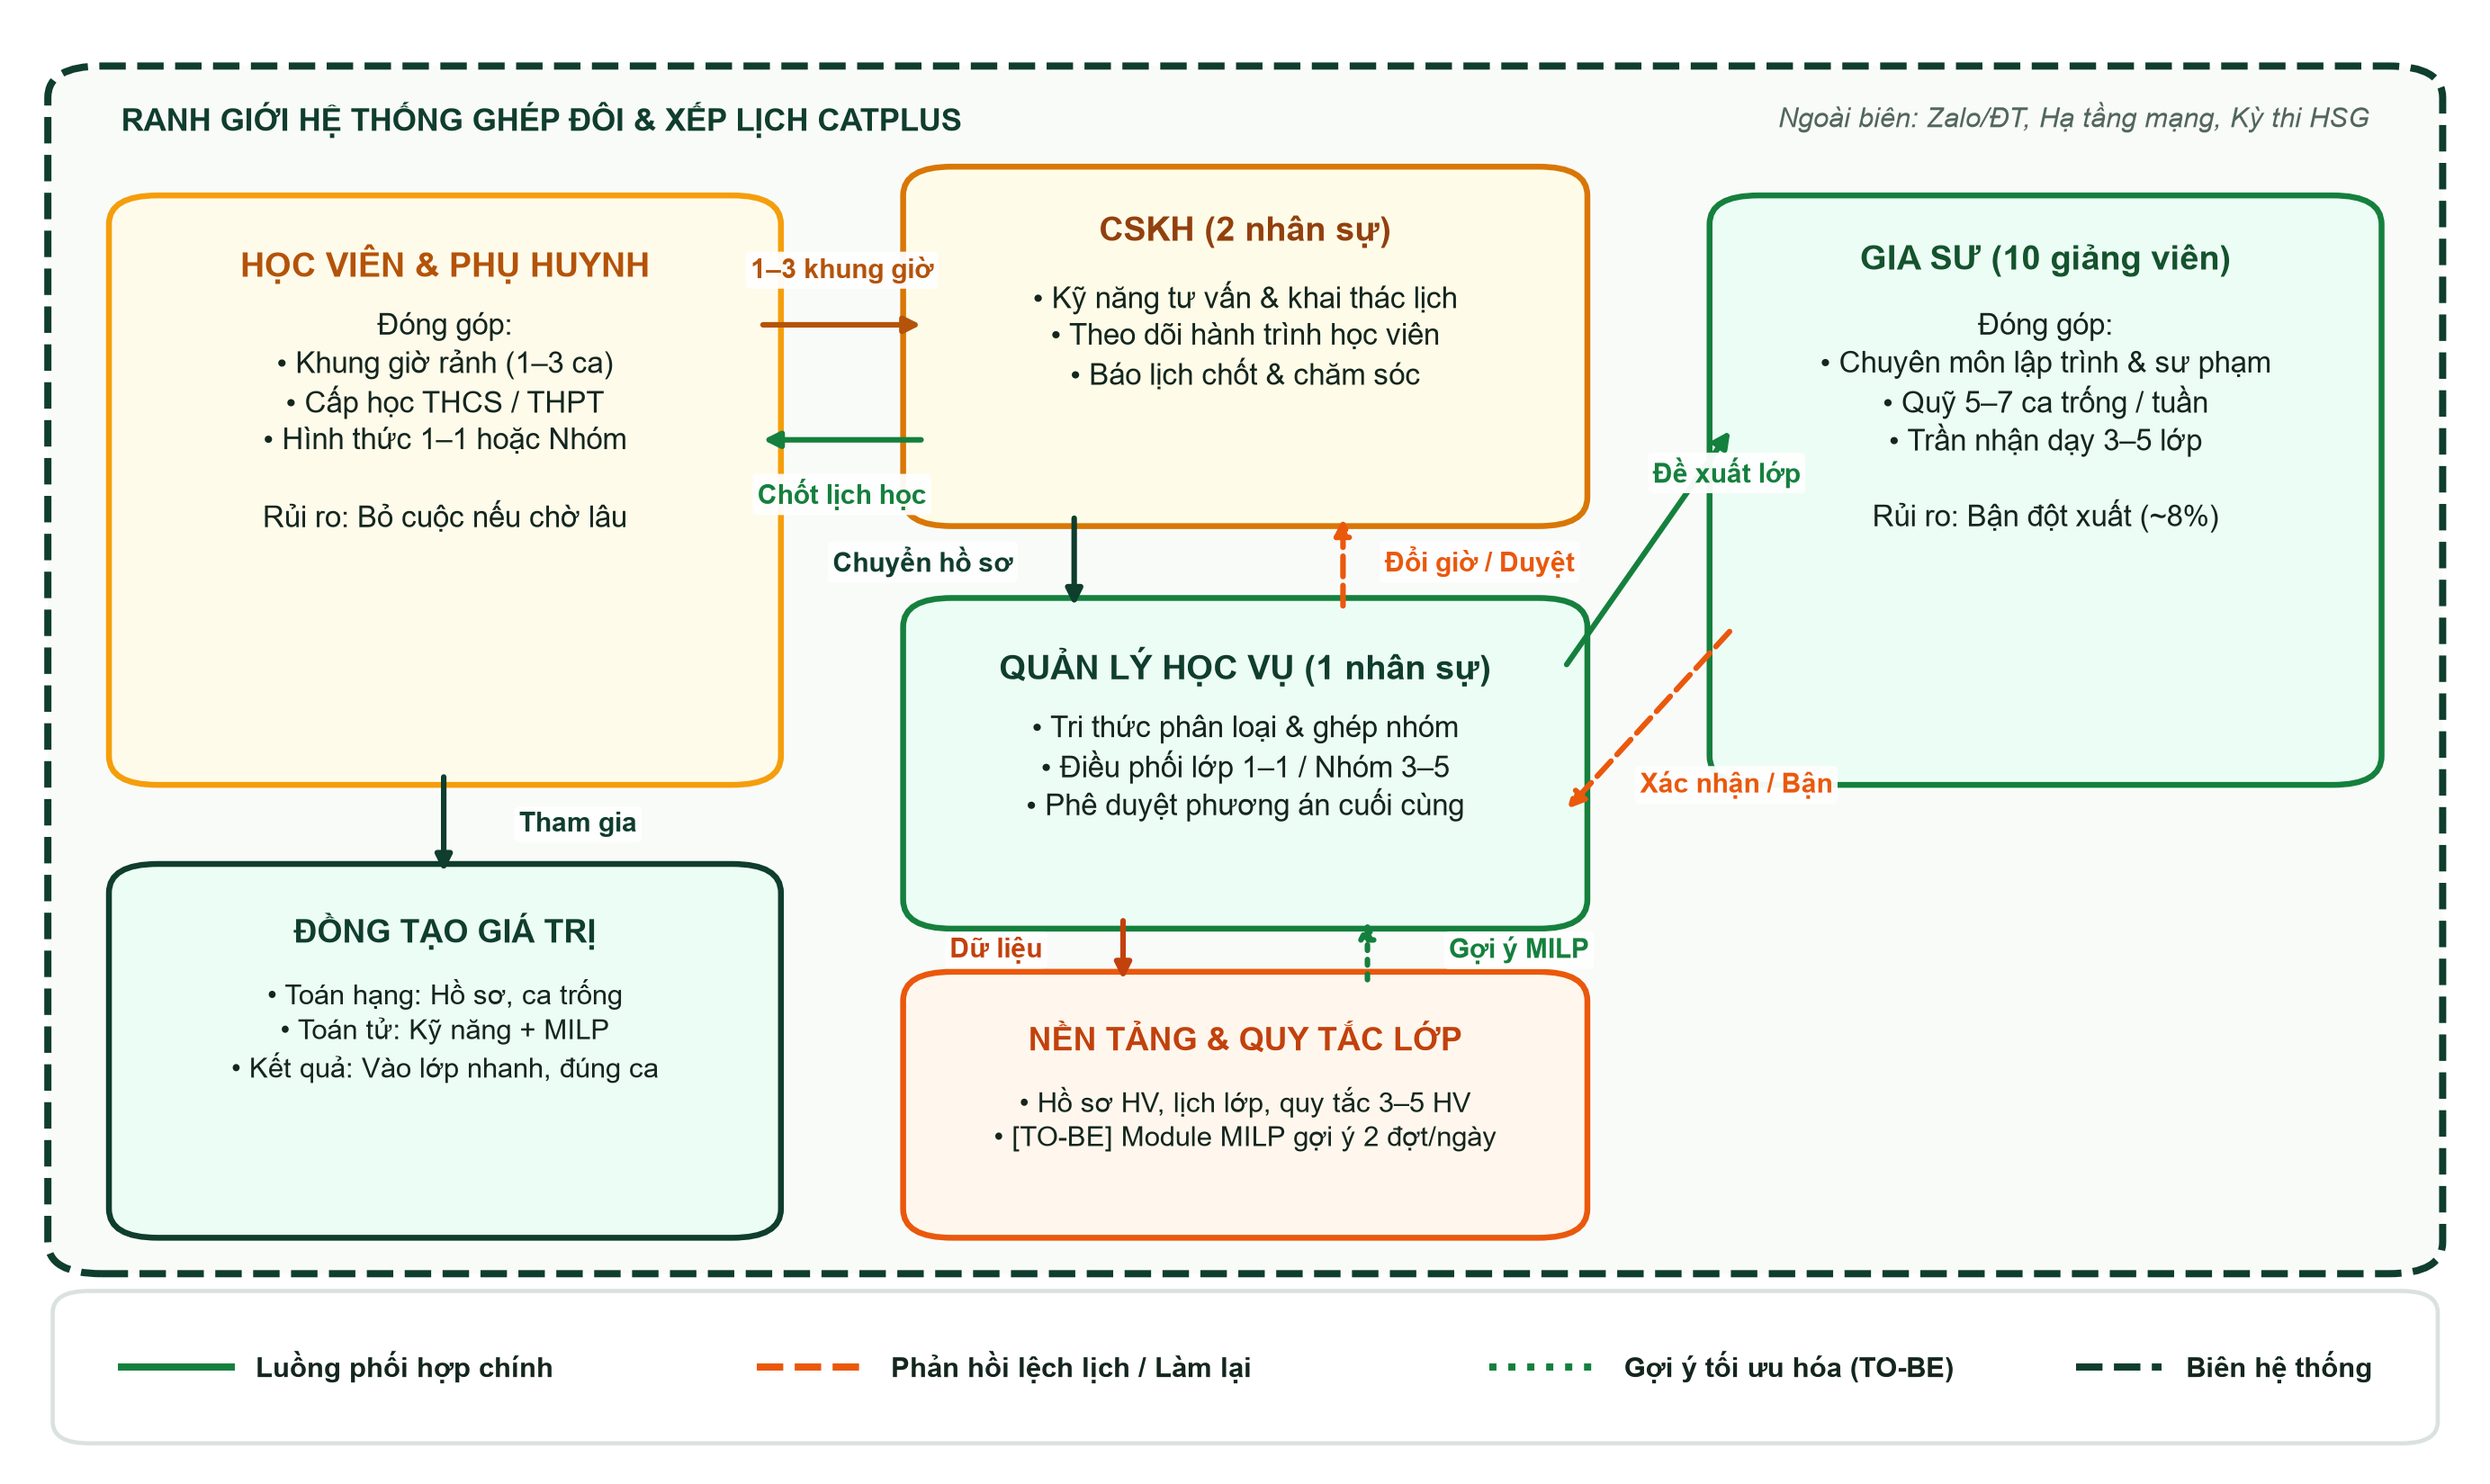 RANH GIỚI HỆ THỐNG GHÉP ĐÔI & XẾP LỊCH CATPLUS
Ngoài biên: Zalo/ĐT, Hạ tầng mạng, Kỳ thi HSG
HỌC VIÊN & PHỤ HUYNH
Đóng góp:
• Khung giờ rảnh (1–3 ca)
• Cấp học THCS / THPT
• Hình thức 1–1 hoặc Nhóm
Rủi ro: Bỏ cuộc nếu chờ lâu
1–3 khung giờ
Chốt lịch học
CSKH (2 nhân sự)
• Kỹ năng tư vấn & khai thác lịch
• Theo dõi hành trình học viên
• Báo lịch chốt & chăm sóc
GIA SƯ (10 giảng viên)
Đóng góp:
• Chuyên môn lập trình & sư phạm
• Quỹ 5–7 ca trống / tuần
• Trần nhận dạy 3–5 lớp
Rủi ro: Bận đột xuất (~8%)
Đề xuất lớp
Chuyển hồ sơ
Đổi giờ / Duyệt
QUẢN LÝ HỌC VỤ (1 nhân sự)
• Tri thức phân loại & ghép nhóm
• Điều phối lớp 1–1 / Nhóm 3–5
• Phê duyệt phương án cuối cùng
Xác nhận / Bận
Tham gia
ĐỒNG TẠO GIÁ TRỊ
• Toán hạng: Hồ sơ, ca trống
• Toán tử: Kỹ năng + MILP
• Kết quả: Vào lớp nhanh, đúng ca
Dữ liệu
Gợi ý MILP
NỀN TẢNG & QUY TẮC LỚP
• Hồ sơ HV, lịch lớp, quy tắc 3–5 HV
• [TO-BE] Module MILP gợi ý 2 đợt/ngày
Luồng phối hợp chính
Phản hồi lệch lịch / Làm lại
Gợi ý tối ưu hóa (TO-BE)
Biên hệ thống